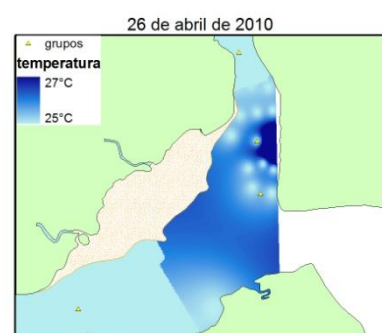 26 de abril de 2010
grupos
temperatura
27°C
25°C